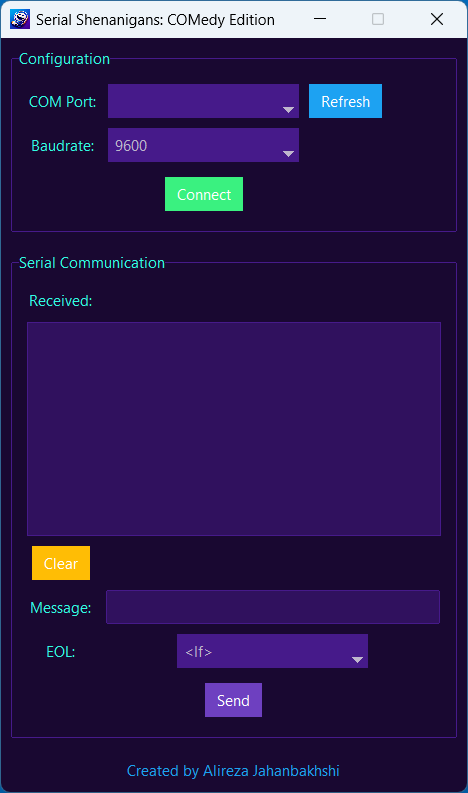 Serial Shenanigans: COMedy Edition
Configuration
COM Port:
Refresh
Baudrate: 9600
Connect
Serial Communication
Received:
Clear
Message:
EOL: <lf>
Send
Created by Alireza Jahanbakhshi